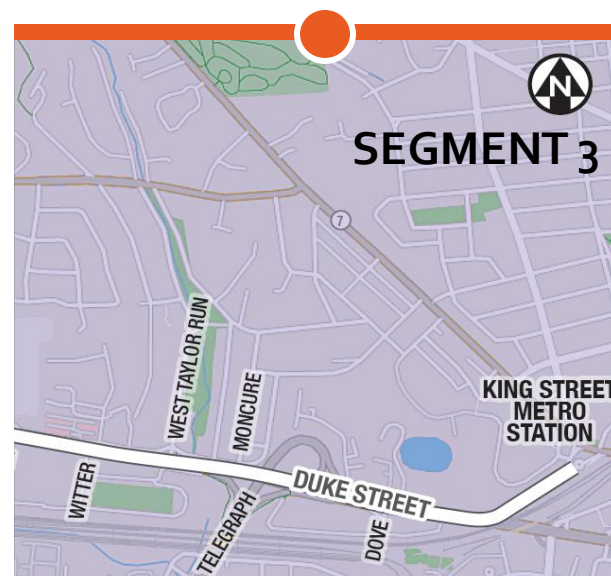 N
SEGMENT 3
7
WEST TAYLOR RUN
MONCURE
KING STREET
METRO
STATION
WITTER
TELEGRAPH
DUKE STREET
DOVE